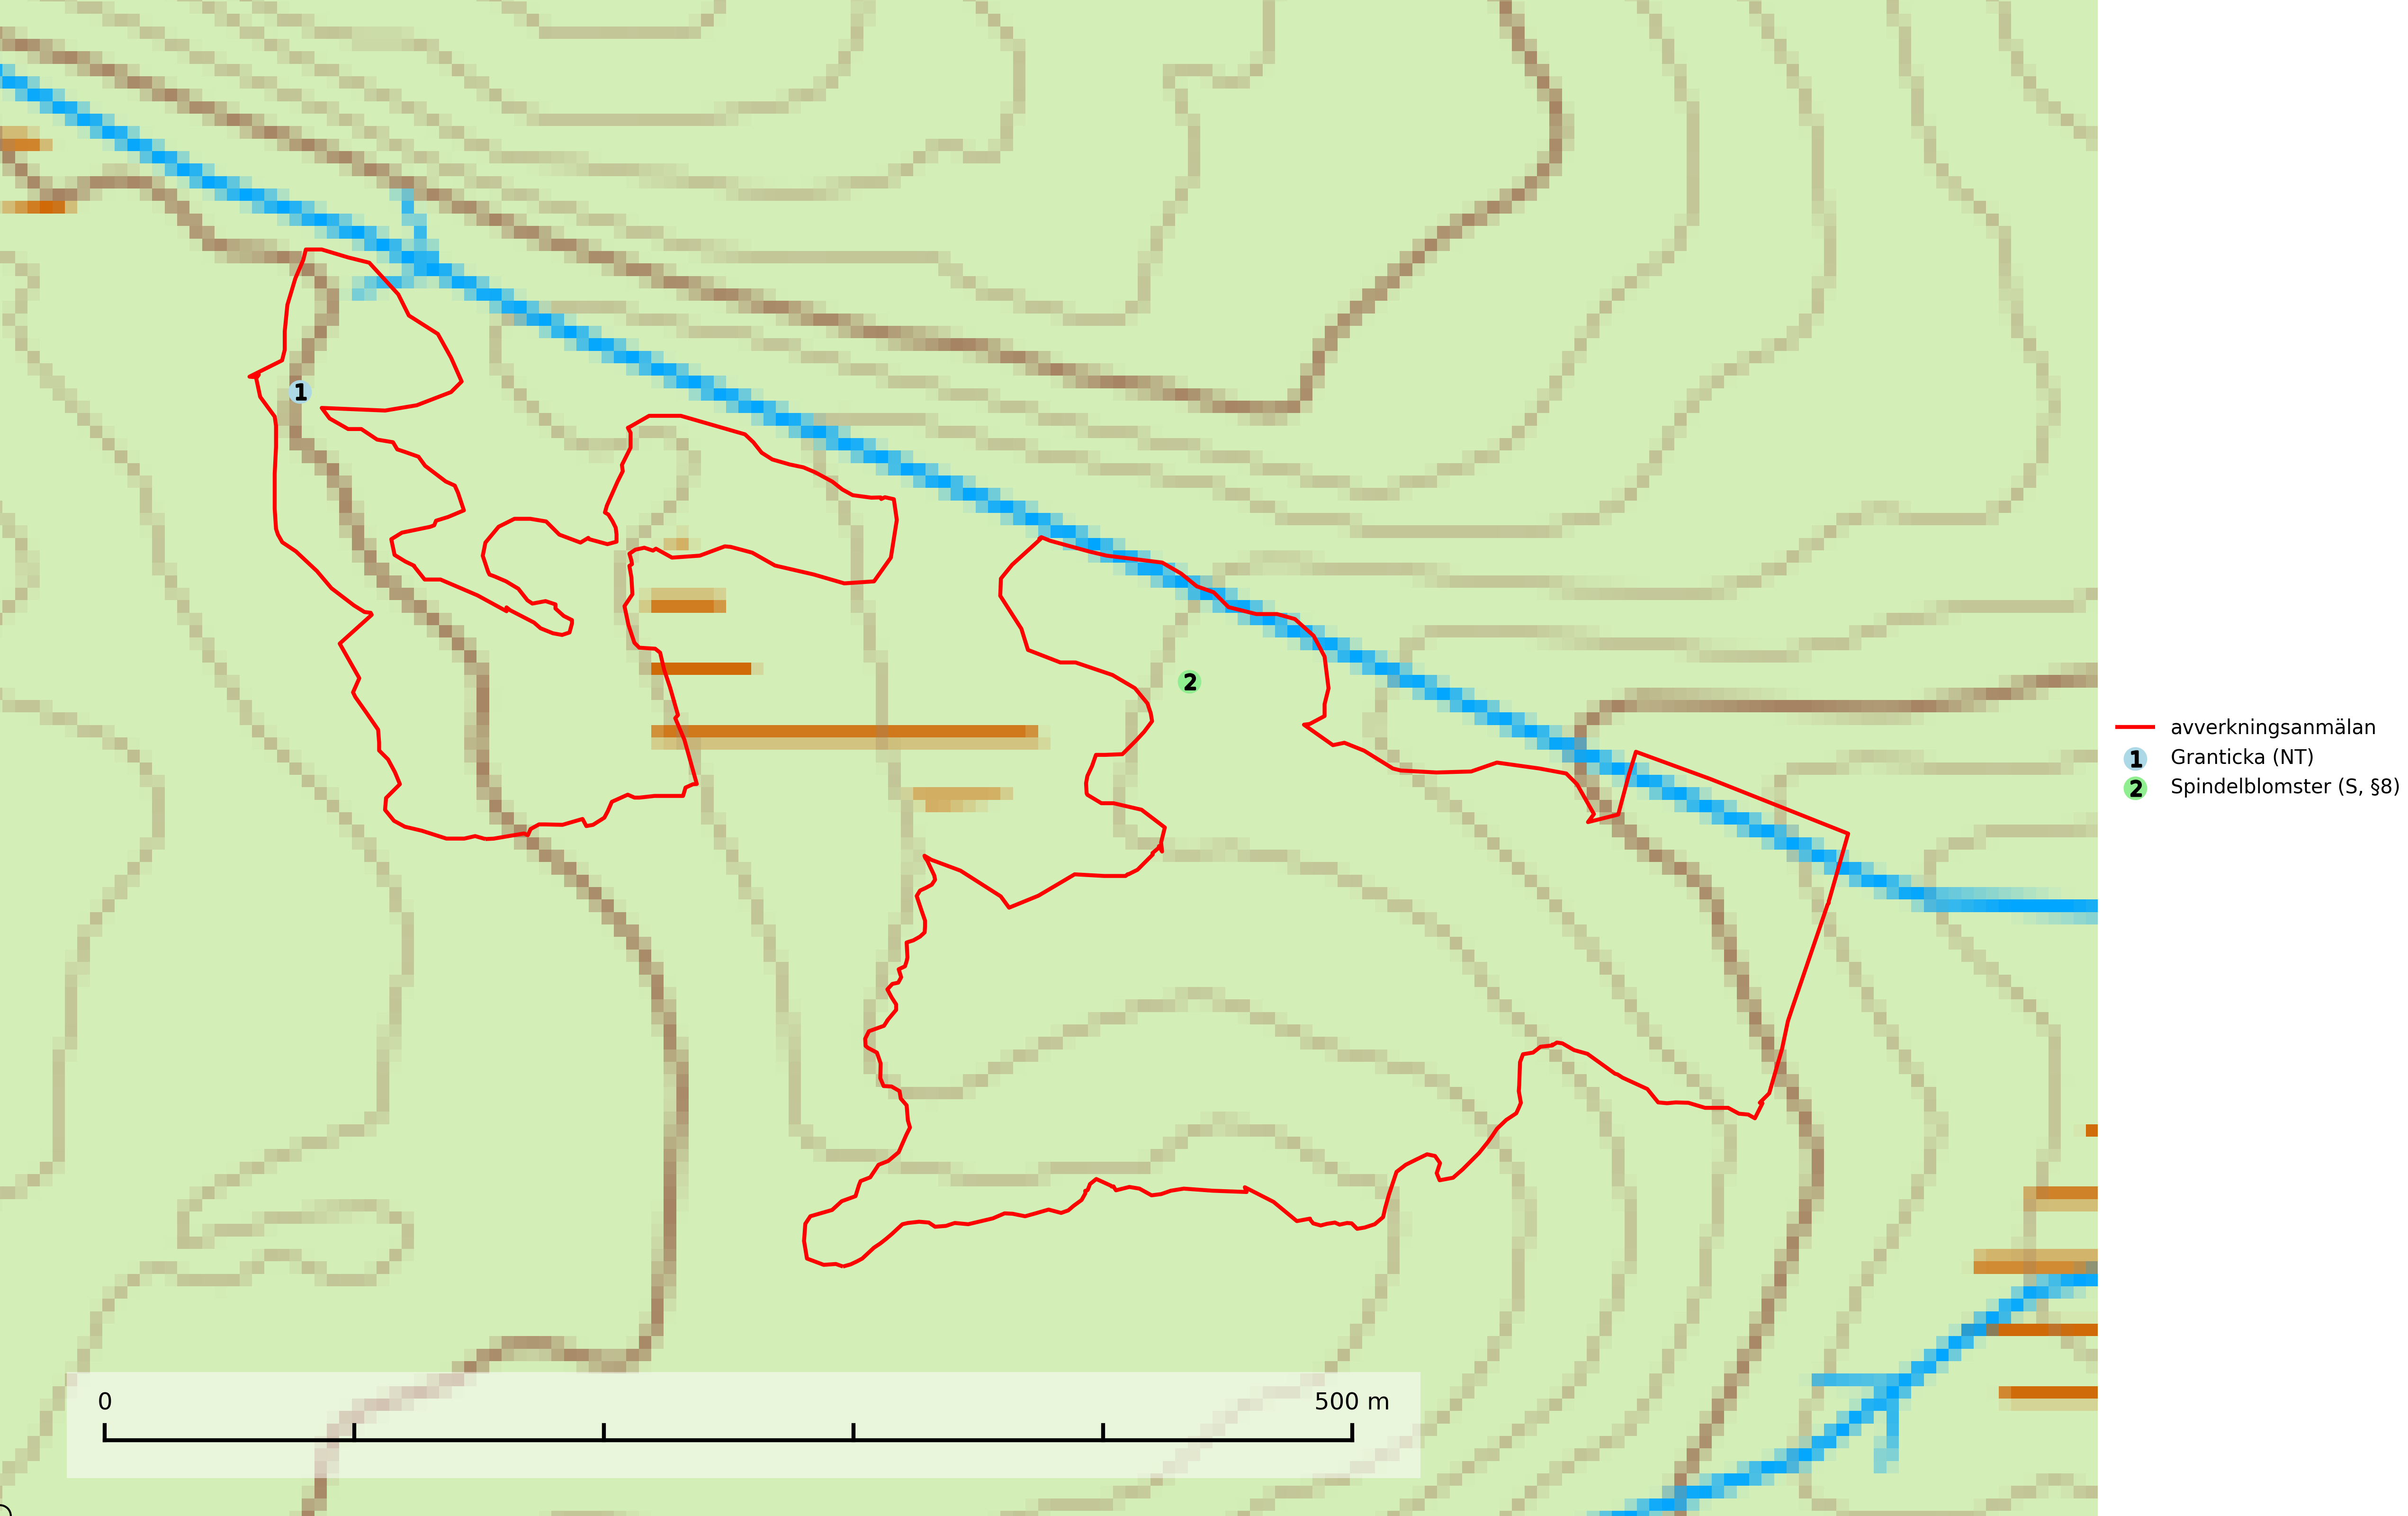 1
2
avverkningsanmälan
1 Granticka (NT)
2 Spindelblomster (S, §8)
0 500 m